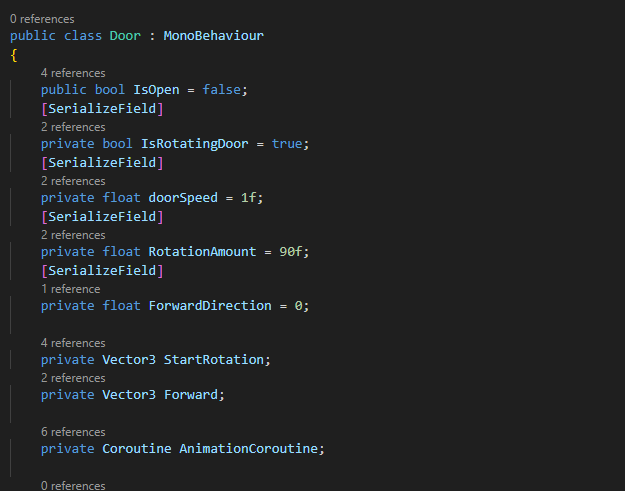 0 references
public class Door : MonoBehaviour
{
4 references
public bool IsOpen = false;
[SerializeField]
2 references
private bool IsRotatingDoor = true;
[SerializeField]
2 references
private float doorSpeed = 1f;
[SerializeField]
2 references
private float RotationAmount = 90f;
[SerializeField]
1 reference
private float ForwardDirection = 0;
4 references
private Vector3 StartRotation;
2 references
private Vector3 Forward;
6 references
private Coroutine AnimationCoroutine;
0 references